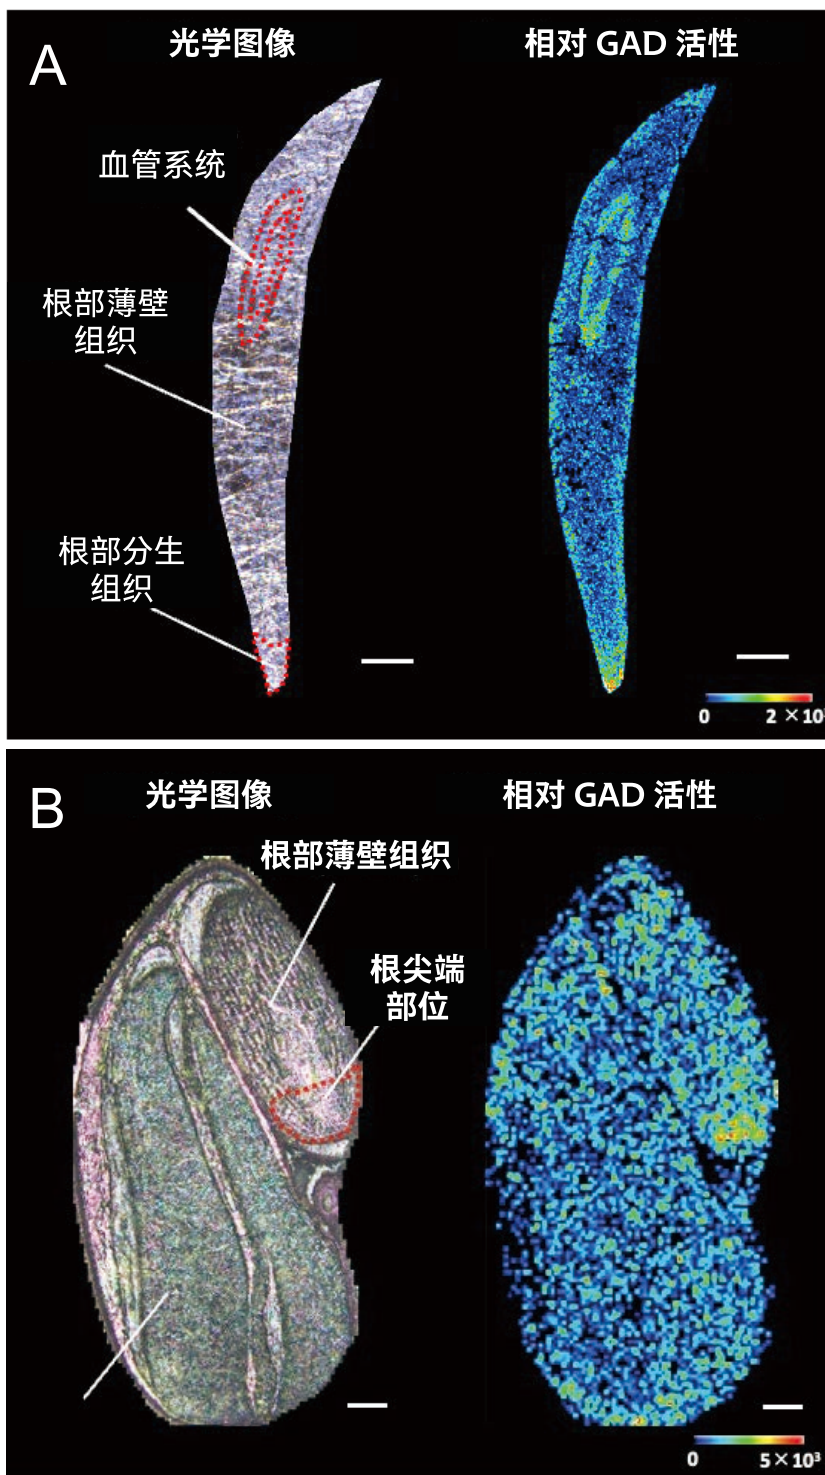 A
光学图像
相对 GAD 活性
血管系统
根部薄壁
组织
根部分生
组织
0
2 ×10
B
光学图像
相对 GAD 活性
根部薄壁组织
根尖端
部位
0
5×10³